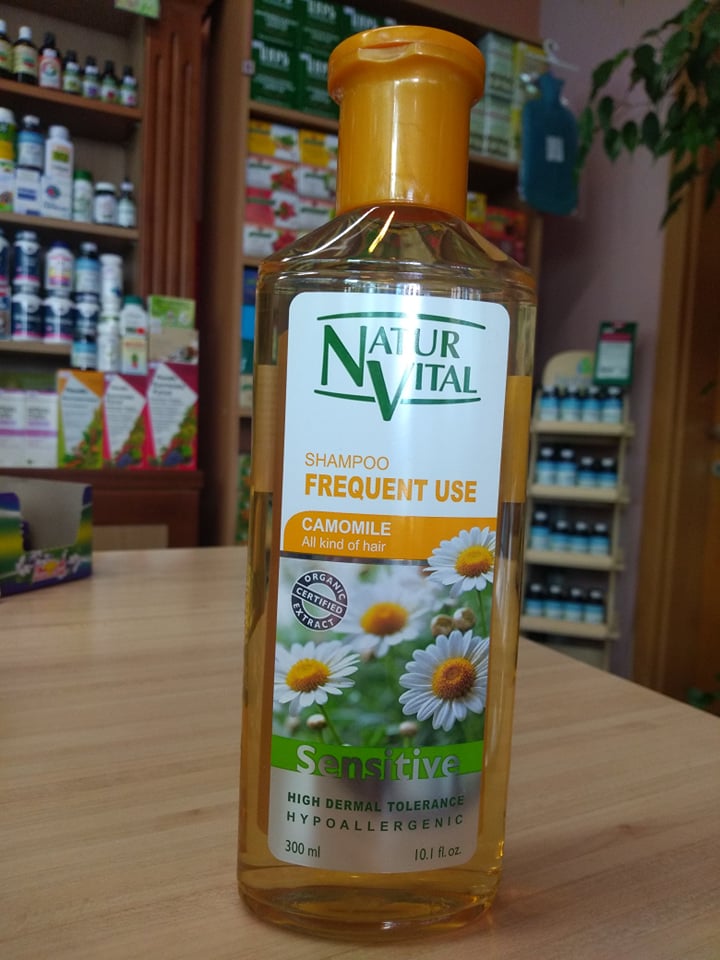 NATUR
VITAL
SHAMPOO
FREQUENT USE
CAMOMILE
All kind of hair
ORGANIC
CERTIFIED
EXTRACT
Sensitive
HIGH DERMAL TOLERANCE
HYPOALLERGENIC
300 ml
10.1 fl.oz.